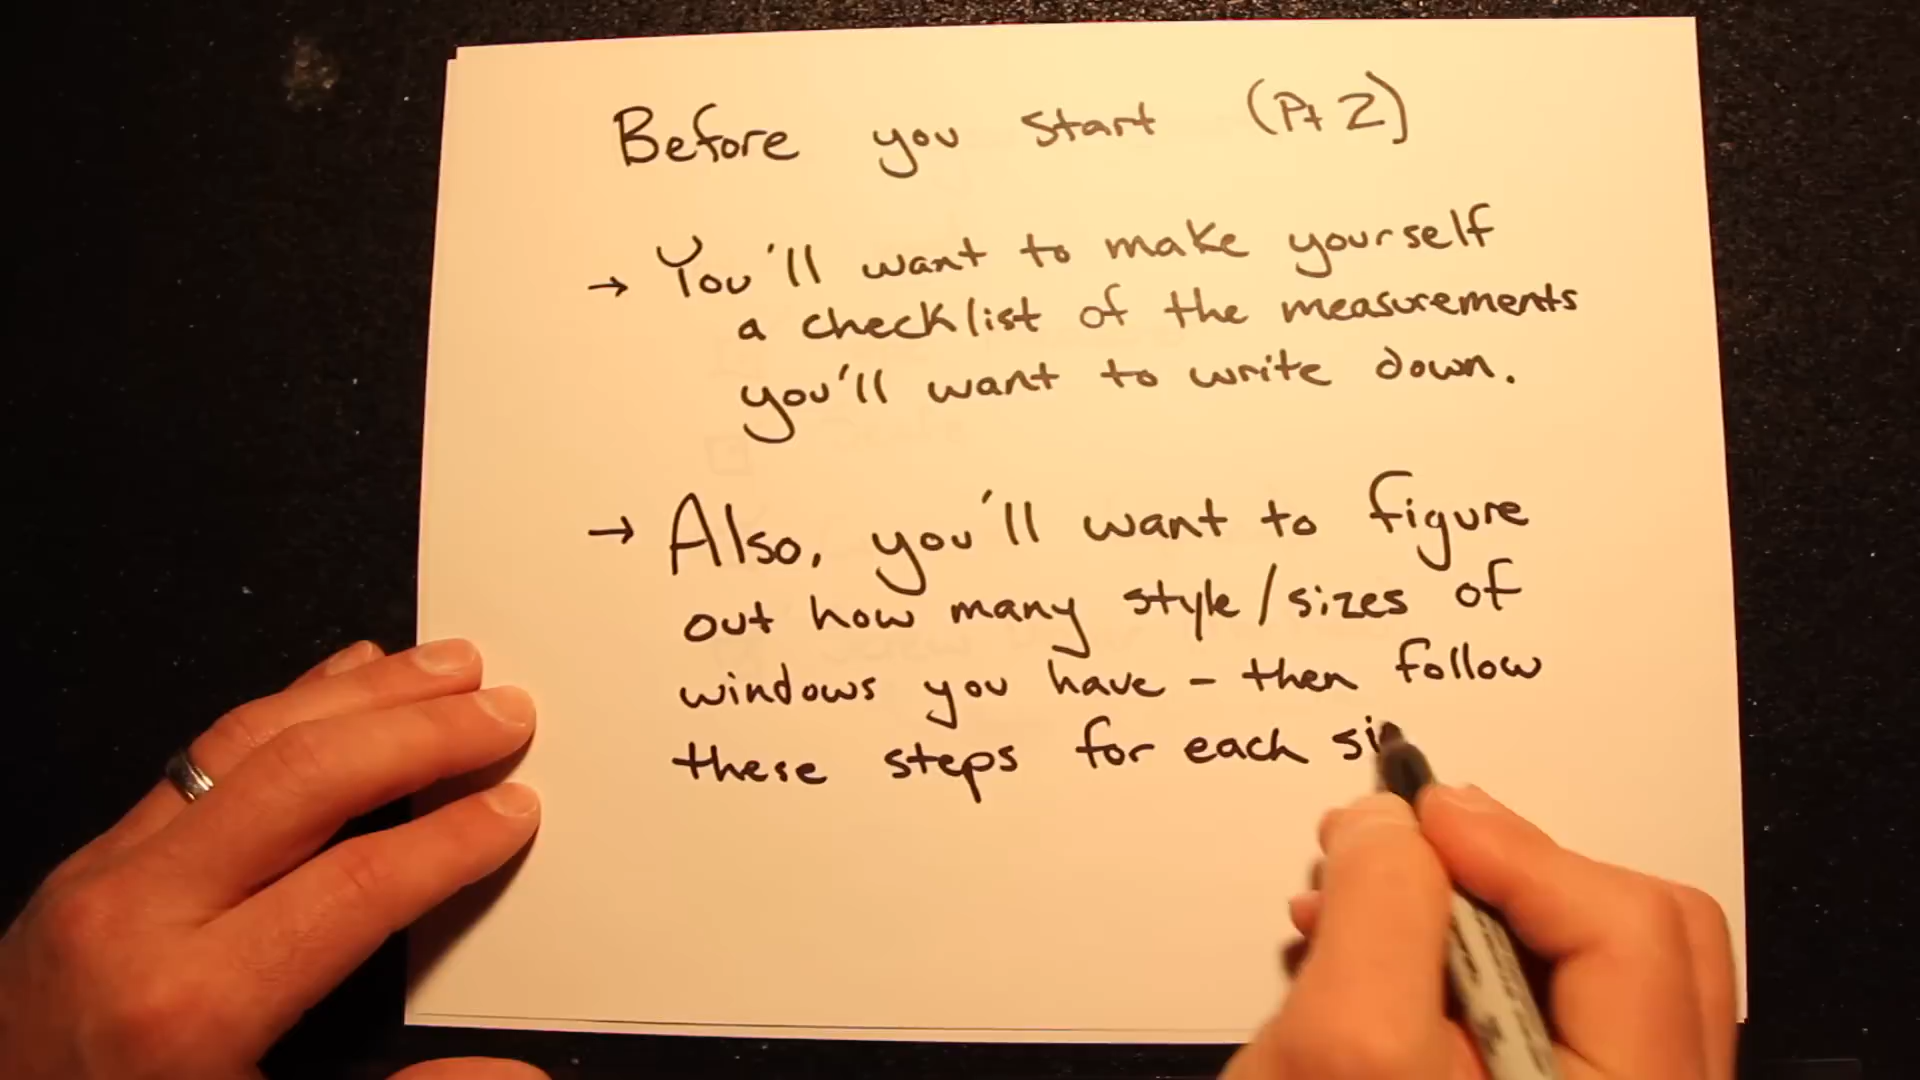 Before you start (Pt 2)
→ You'll want to make yourself
a checklist of the measurements
you'll want to write down.
→ Also, you'll want to figure
out how many style/sizes of
windows you have - then follow
these steps for each si